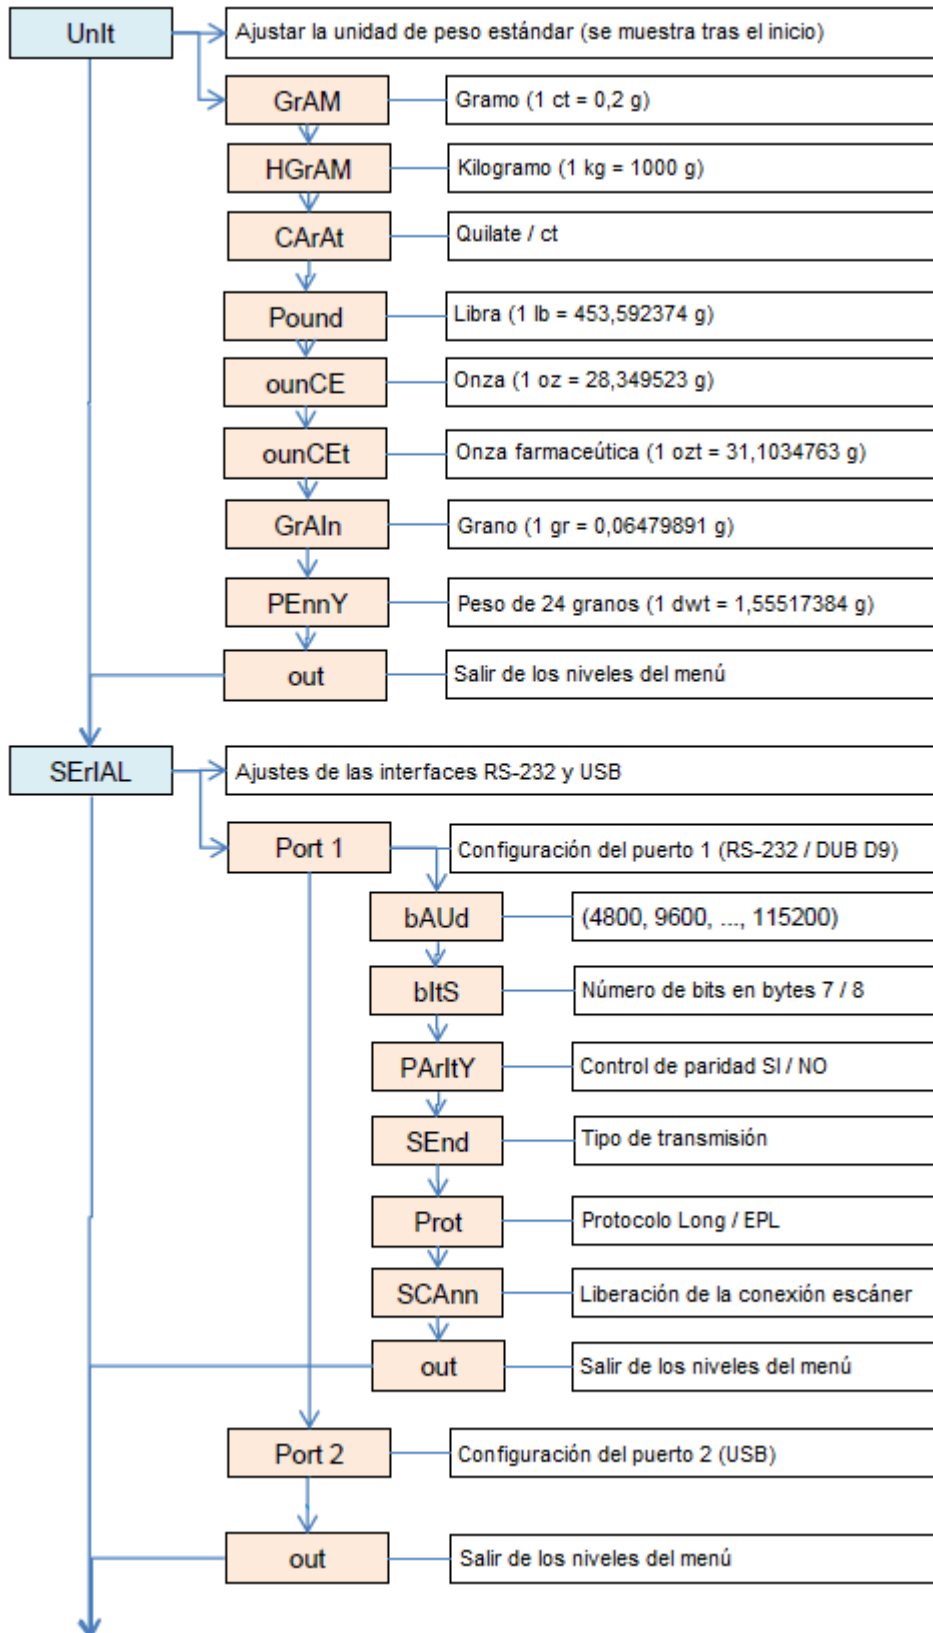 UnIt
Ajustar la unidad de peso estándar (se muestra tras el inicio)
GrAM
Gramo (1 ct = 0,2 g)
HGrAM
Kilogramo (1 kg = 1000 g)
CArAt
Quilate / ct
Pound
Libra (1 lb = 453,592374 g)
ounCE
Onza (1 oz = 28,349523 g)
ounCEt
Onza farmaceútica (1 ozt = 31,1034763 g)
GrAIn
Grano (1 gr = 0,06479891 g)
PEnnY
Peso de 24 granos (1 dwt = 1,55517384 g)
out
Salir de los niveles del menú
SErIAL
Ajustes de las interfaces RS-232 y USB
Port 1
Configuración del puerto 1 (RS-232 / DUB D9)
bAUd
(4800, 9600, ..., 115200)
bItS
Número de bits en bytes 7 / 8
PArItY
Control de paridad SI / NO
SEnd
Tipo de transmisión
Prot
Protocolo Long / EPL
SCAnn
Liberación de la conexión escáner
out
Salir de los niveles del menú
Port 2
Configuración del puerto 2 (USB)
out
Salir de los niveles del menú